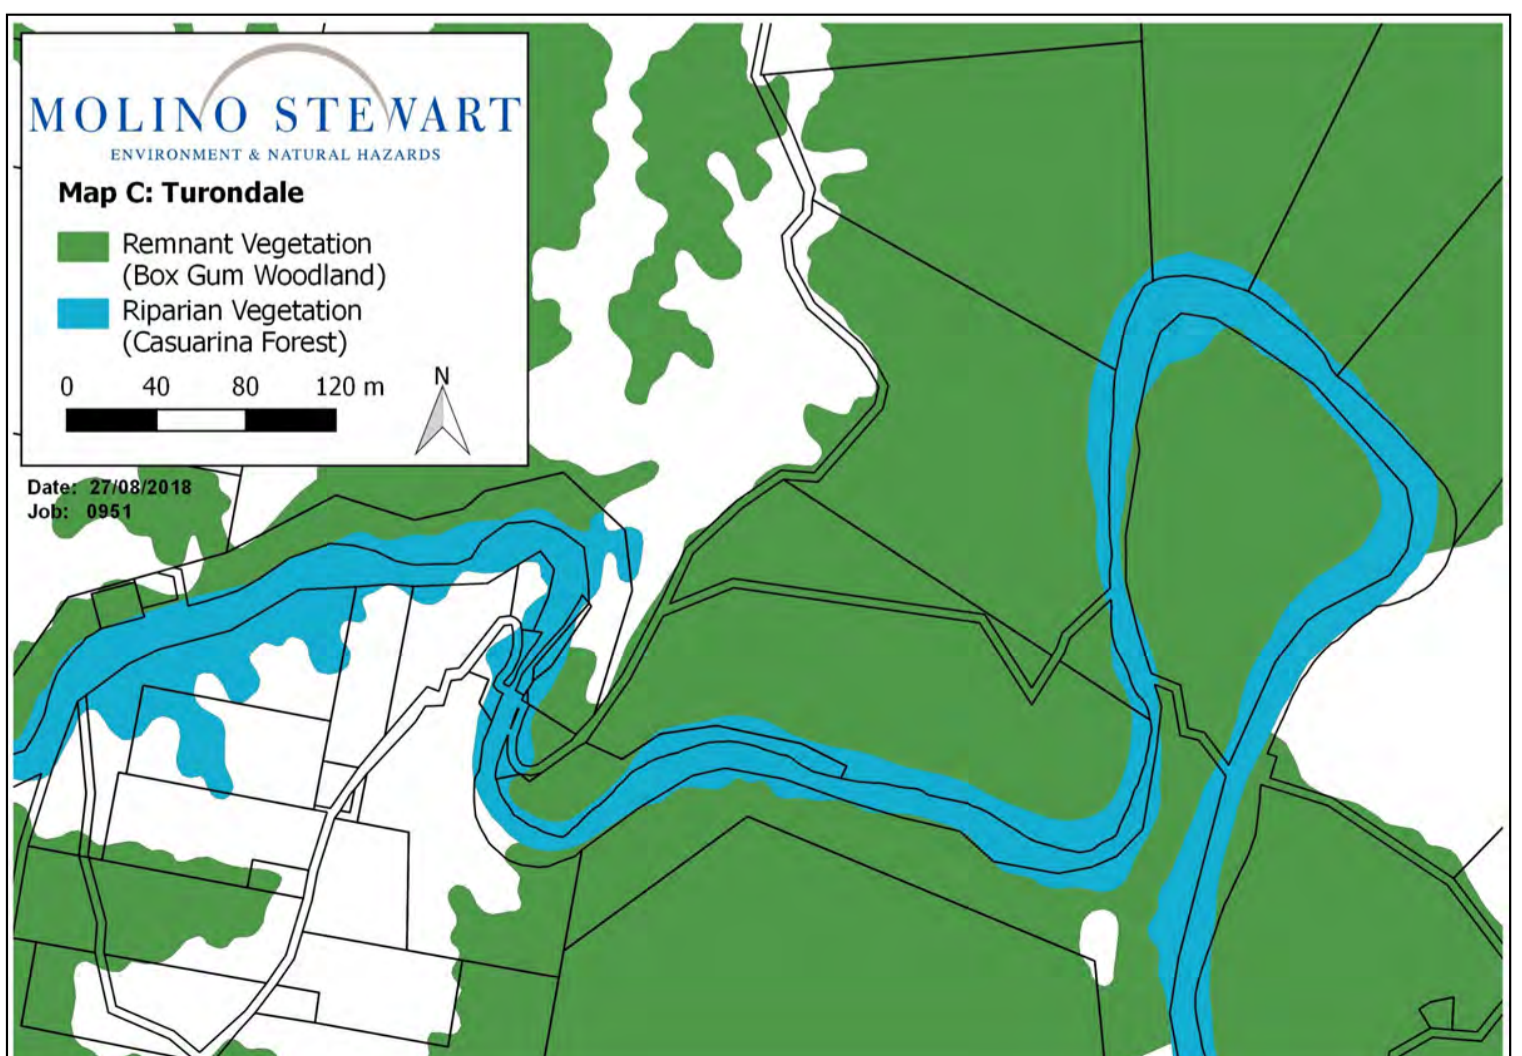 MOLINO STEWART
ENVIRONMENT & NATURAL HAZARDS
Map C: Turondale
Remnant Vegetation
(Box Gum Woodland)
Riparian Vegetation
(Casuarina Forest)
0 40 80 120 m
N
Date: 27/08/2018
Job: 0951